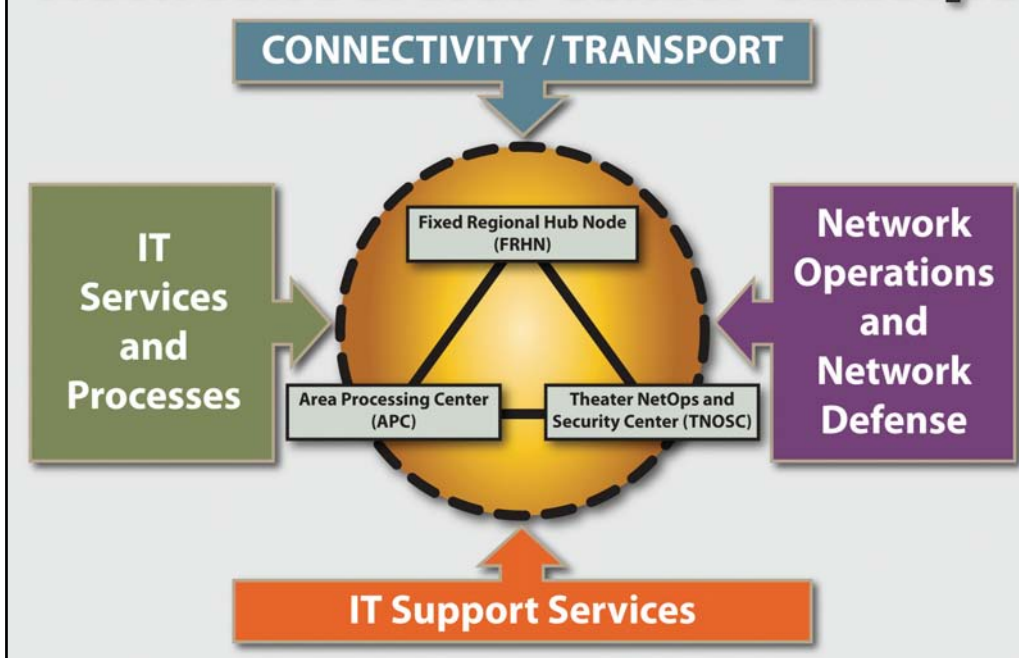 CONNECTIVITY / TRANSPORT
IT
Services
and
Processes
Fixed Regional Hub Node
(FRHN)
Area Processing Center
(APC)
Theater NetOps and
Security Center (TNOSC)
Network
Operations
and
Network
Defense
IT Support Services